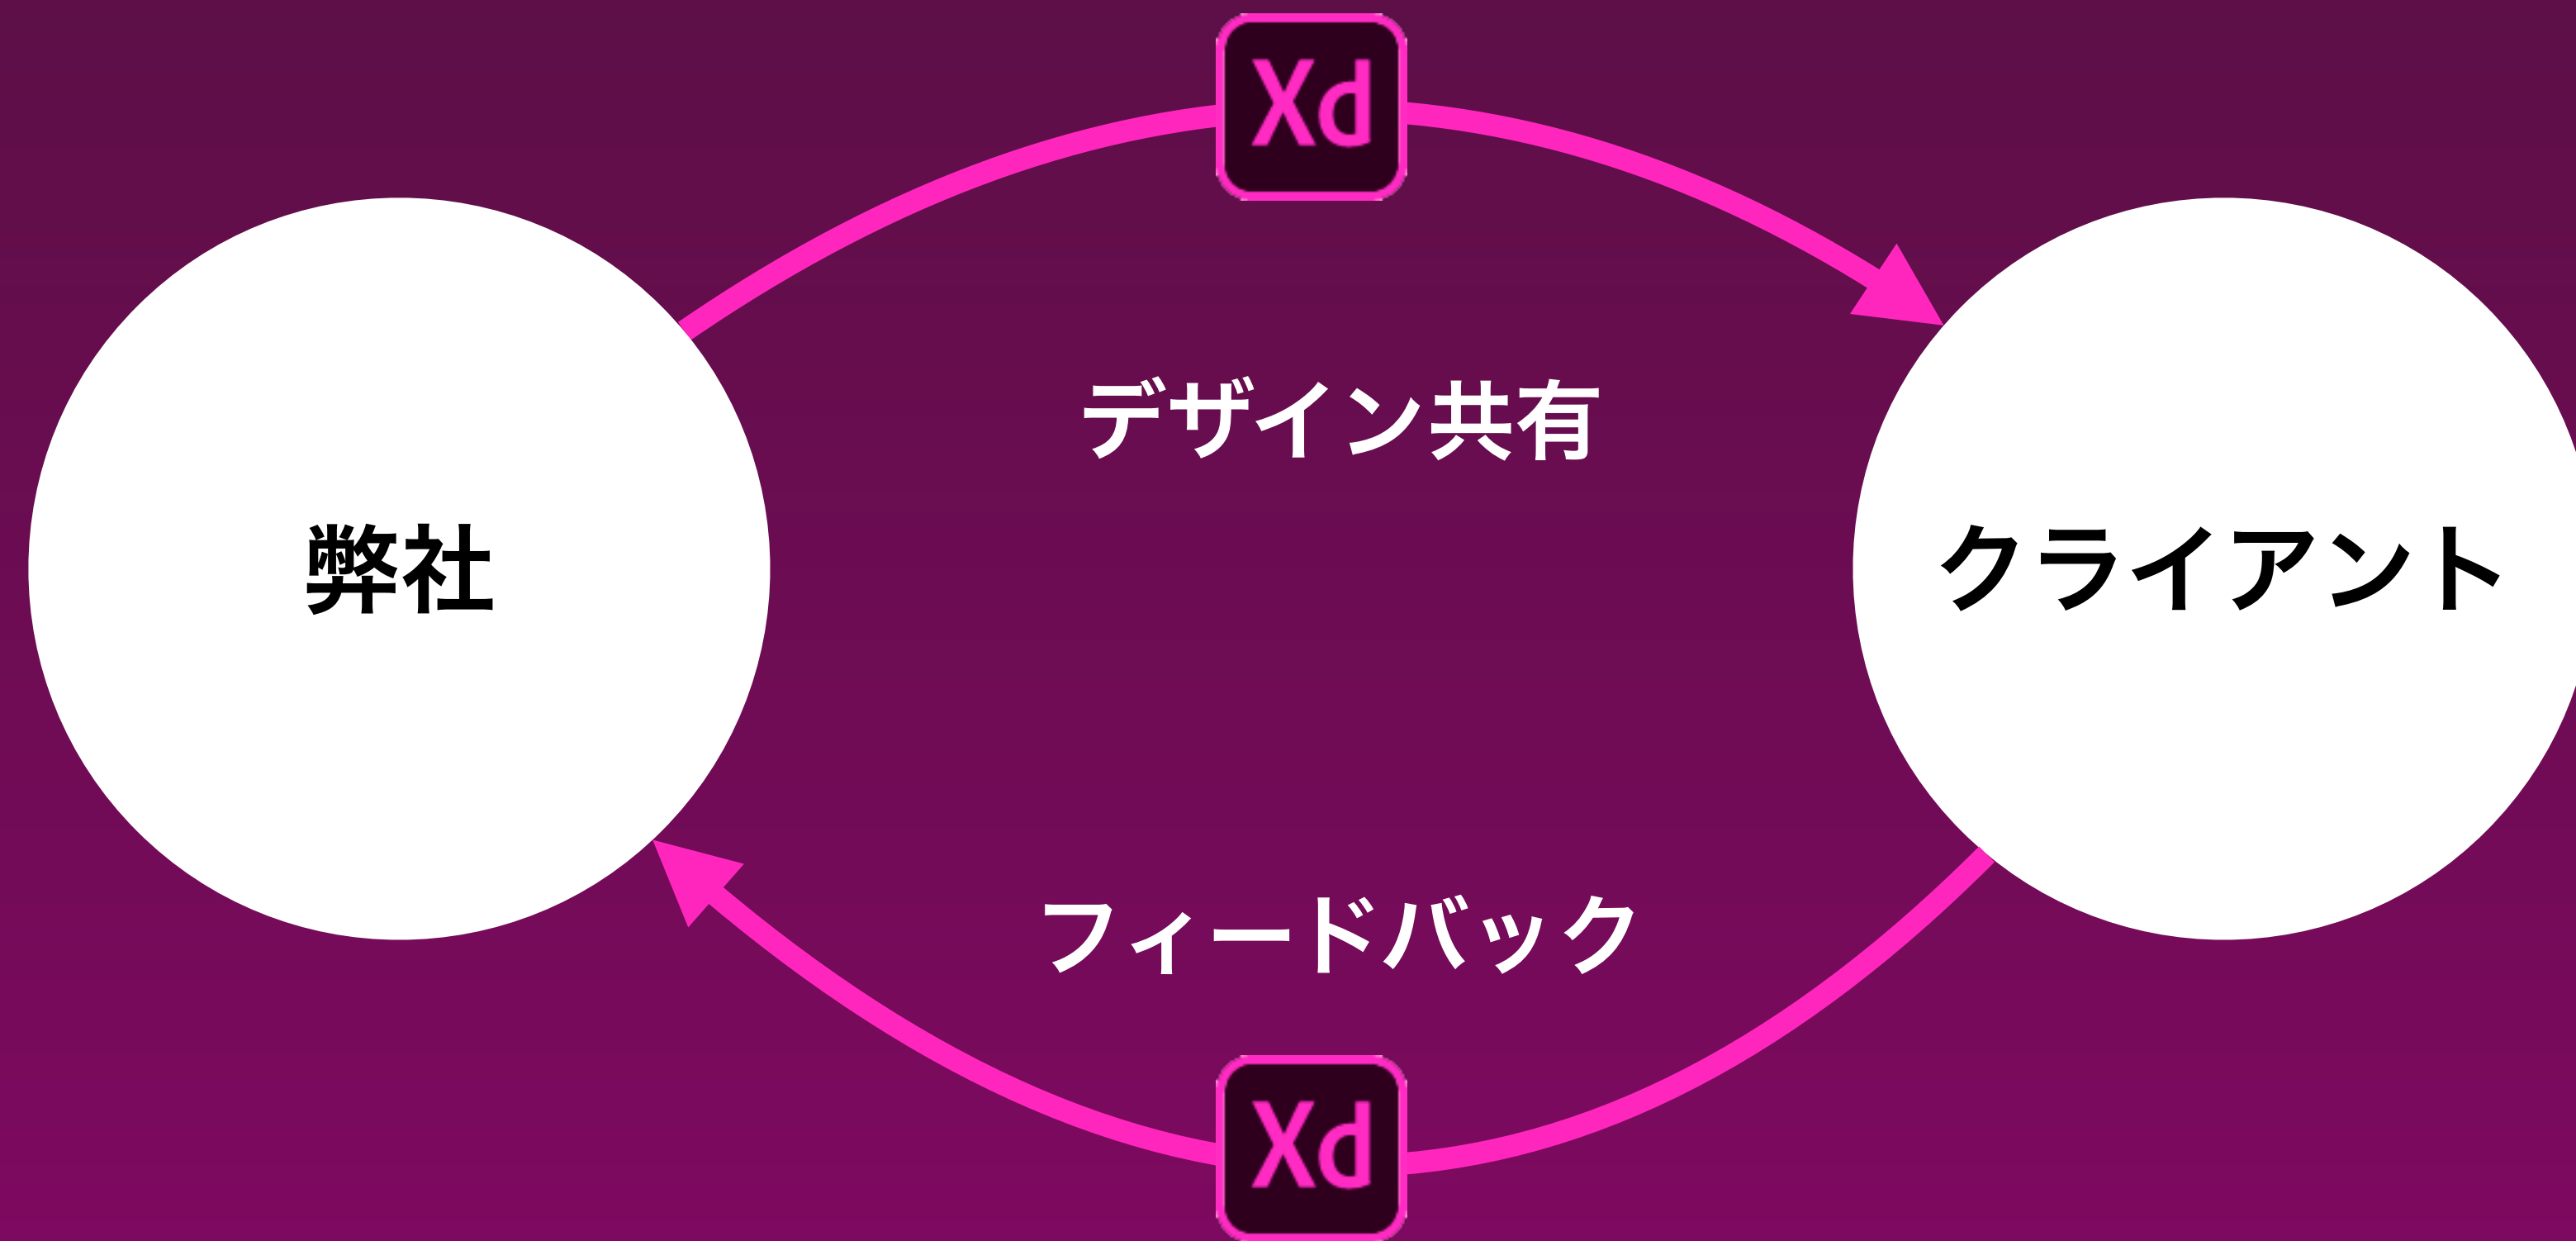 Xd
デザイン共有
弊社
クライアント
フィードバック
Xd